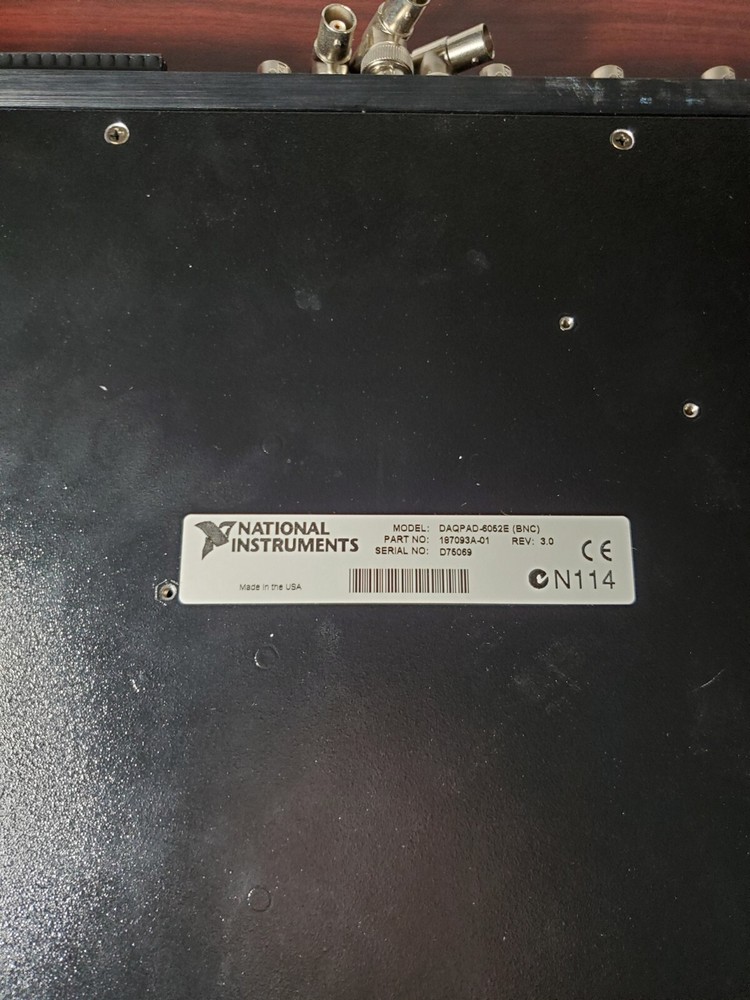 NATIONAL
INSTRUMENTS
MODEL: DAQPAD-6052E (BNC)
PART NO: 187093A-01 REV: 3.0
SERIAL NO: D75069
Made in the USA
CE
N114